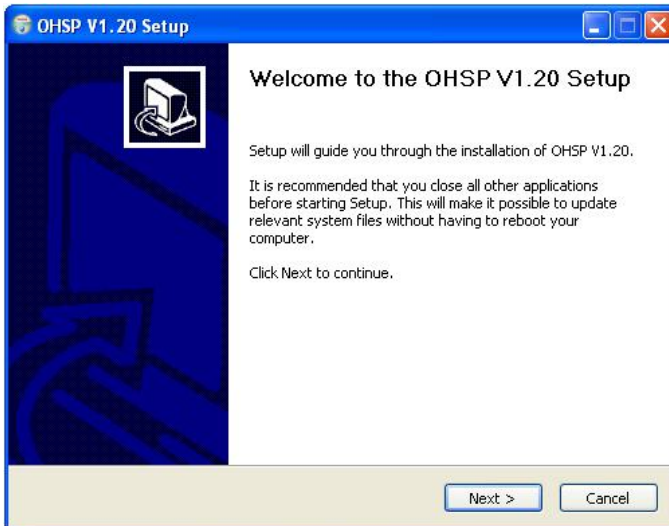 OHSP V1.20 Setup
Welcome to the OHSP V1.20 Setup
Setup will guide you through the installation of OHSP V1.20.
It is recommended that you close all other applications
before starting Setup. This will make it possible to update
relevant system files without having to reboot your
computer.
Click Next to continue.
Next >
Cancel